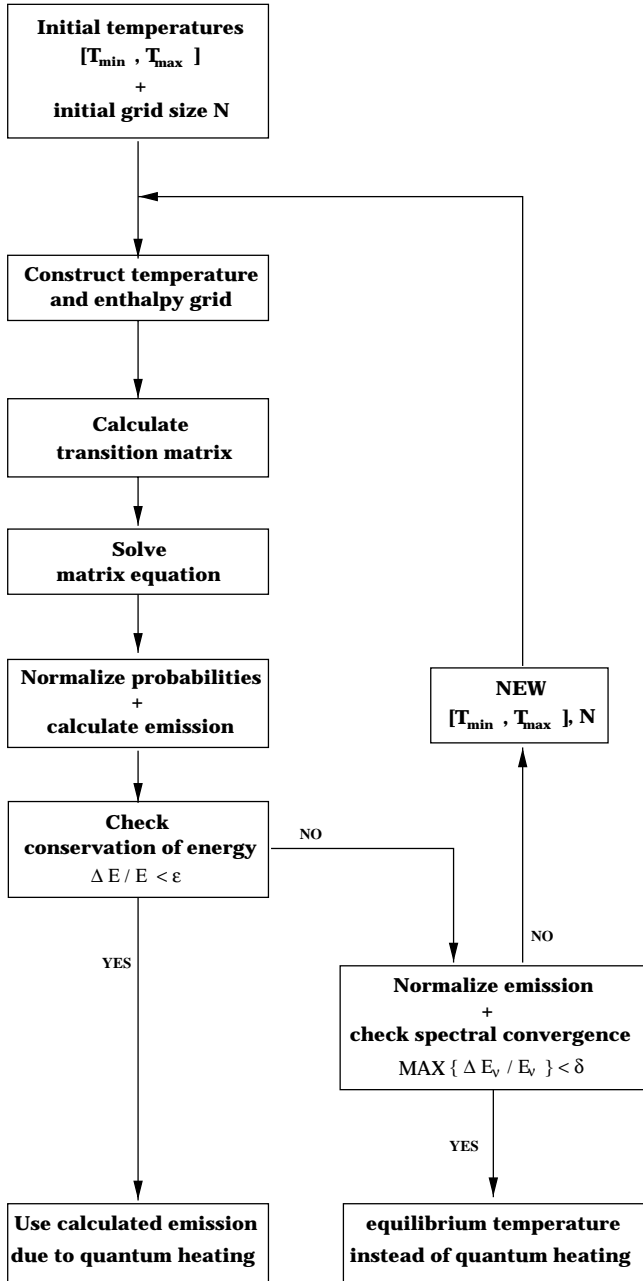 Initial temperatures
[Tmin , Tmax ]
+
initial grid size N
Construct temperature
and enthalpy grid
Calculate
transition matrix
Solve
matrix equation
Normalize probabilities
+
calculate emission
NEW
[Tmin , Tmax ], N
Check
conservation of energy
Δ E / E < ε
NO
YES
NO
Normalize emission
+
check spectral convergence
MAX { Δ Eν / Eν } < δ
YES
Use calculated emission
due to quantum heating
equilibrium temperature
instead of quantum heating